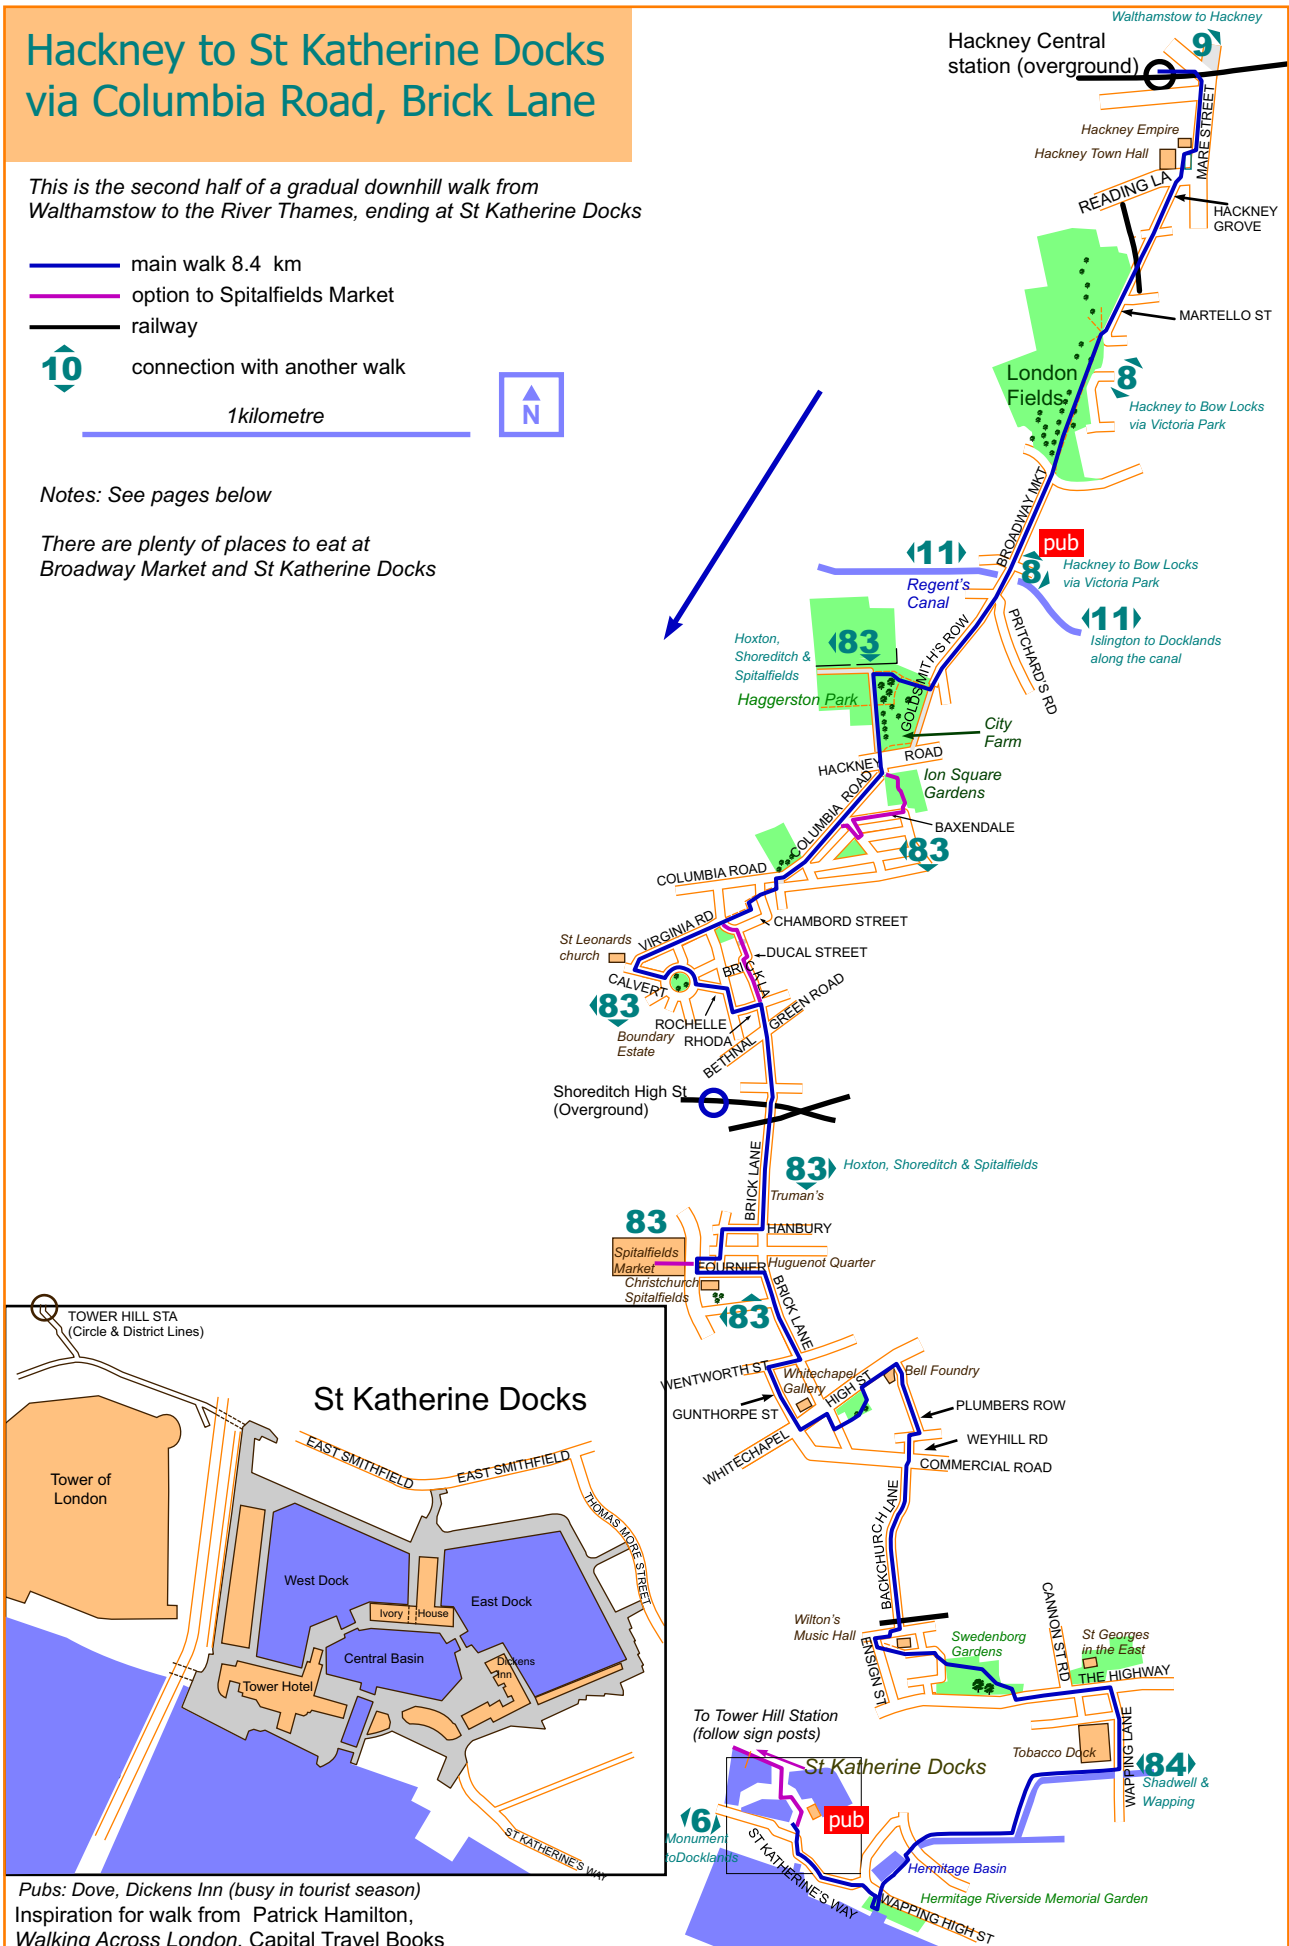 Hackney to St Katherine Docks
via Columbia Road, Brick Lane
This is the second half of a gradual downhill walk from
Walthamstow to the River Thames, ending at St Katherine Docks
main walk 8.4 km
option to Spitalfields Market
railway
10
connection with another walk
1kilometre
N
Notes: See pages below
There are plenty of places to eat at
Broadway Market and St Katherine Docks
Walthamstow to Hackney
9
Hackney Central
station (overground)
MARE STREET
Hackney Empire
Hackney Town Hall
READING LA
HACKNEY
GROVE
MARTELLO ST
London
Fields
8
Hackney to Bow Locks
via Victoria Park
BROADWAY MKT
pub
11
Regent's
Canal
8
Hackney to Bow Locks
via Victoria Park
11
Islington to Docklands
along the canal
PRITCHARD'S RD
GOLDSMITH'S ROW
Hoxton,
Shoreditch &
Spitalfields
83
Haggerston Park
City
Farm
HACKNEY
ROAD
Ion Square
Gardens
COLUMBIA ROAD
BAXENDALE
83
COLUMBIA ROAD
CHAMBORD STREET
VIRGINIA RD
St Leonards
church
DUCAL STREET
BRICK LA
CALVERT
83
ROCHELLE
RHODA
Boundary
Estate
BETHNAL
GREEN ROAD
Shoreditch High St
(Overground)
BRICK LANE
83
Hoxton, Shoreditch & Spitalfields
Truman's
83
HANBURY
Spitalfields
Market
FOURNIER
Huguenot Quarter
Christchurch
Spitalfields
83
BRICK LANE
WENTWORTH ST
Whitechapel
Gallery
HIGH ST
Bell Foundry
GUNTHORPE ST
PLUMBERS ROW
WHITECHAPEL
WEYHILL RD
COMMERCIAL ROAD
BACKCHURCH LANE
Wilton's
Music Hall
ENSIGN ST
Swedenborg
Gardens
CANNON ST RD
St Georges
in the East
THE HIGHWAY
Tobacco Dock
WAPPING LANE
84
Shadwell &
Wapping
To Tower Hill Station
(follow sign posts)
St Katherine Docks
pub
6
Monument
toDocklands
ST KATHERINE'S WAY
Hermitage Basin
Hermitage Riverside Memorial Garden
WAPPING HIGH ST
TOWER HILL STA
(Circle & District Lines)
St Katherine Docks
EAST SMITHFIELD
EAST SMITHFIELD
THOMAS MORE STREET
Tower of
London
West Dock
East Dock
Ivory House
Central Basin
Dickens
Inn
Tower Hotel
ST KATHERINE'S WAY
Pubs: Dove, Dickens Inn (busy in tourist season)
Inspiration for walk from Patrick Hamilton,
Walking Across London, Capital Travel Books